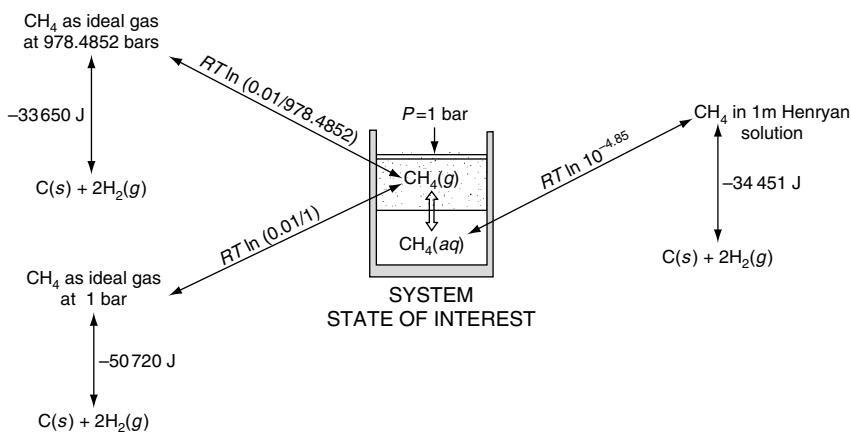 CH₄ as ideal gas
at 978.4852 bars
RT ln (0.01/978.4852)
–33 650 J
C(s) + 2H₂(g)
P=1 bar
CH₄(g)
CH₄(aq)
RT ln 10⁻⁴·⁸⁵
CH₄ in 1m Henryan
solution
–34 451 J
C(s) + 2H₂(g)
RT ln (0.01/1)
CH₄ as ideal gas
at 1 bar
–50 720 J
C(s) + 2H₂(g)
SYSTEM
STATE OF INTEREST